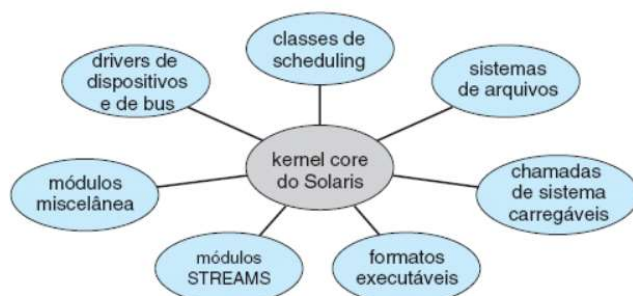 classes de
scheduling
drivers de
dispositivos
e de bus
sistemas
de arquivos
kernel core
do Solaris
módulos
miscelânea
chamadas
de sistema
carregáveis
módulos
STREAMS
formatos
executáveis